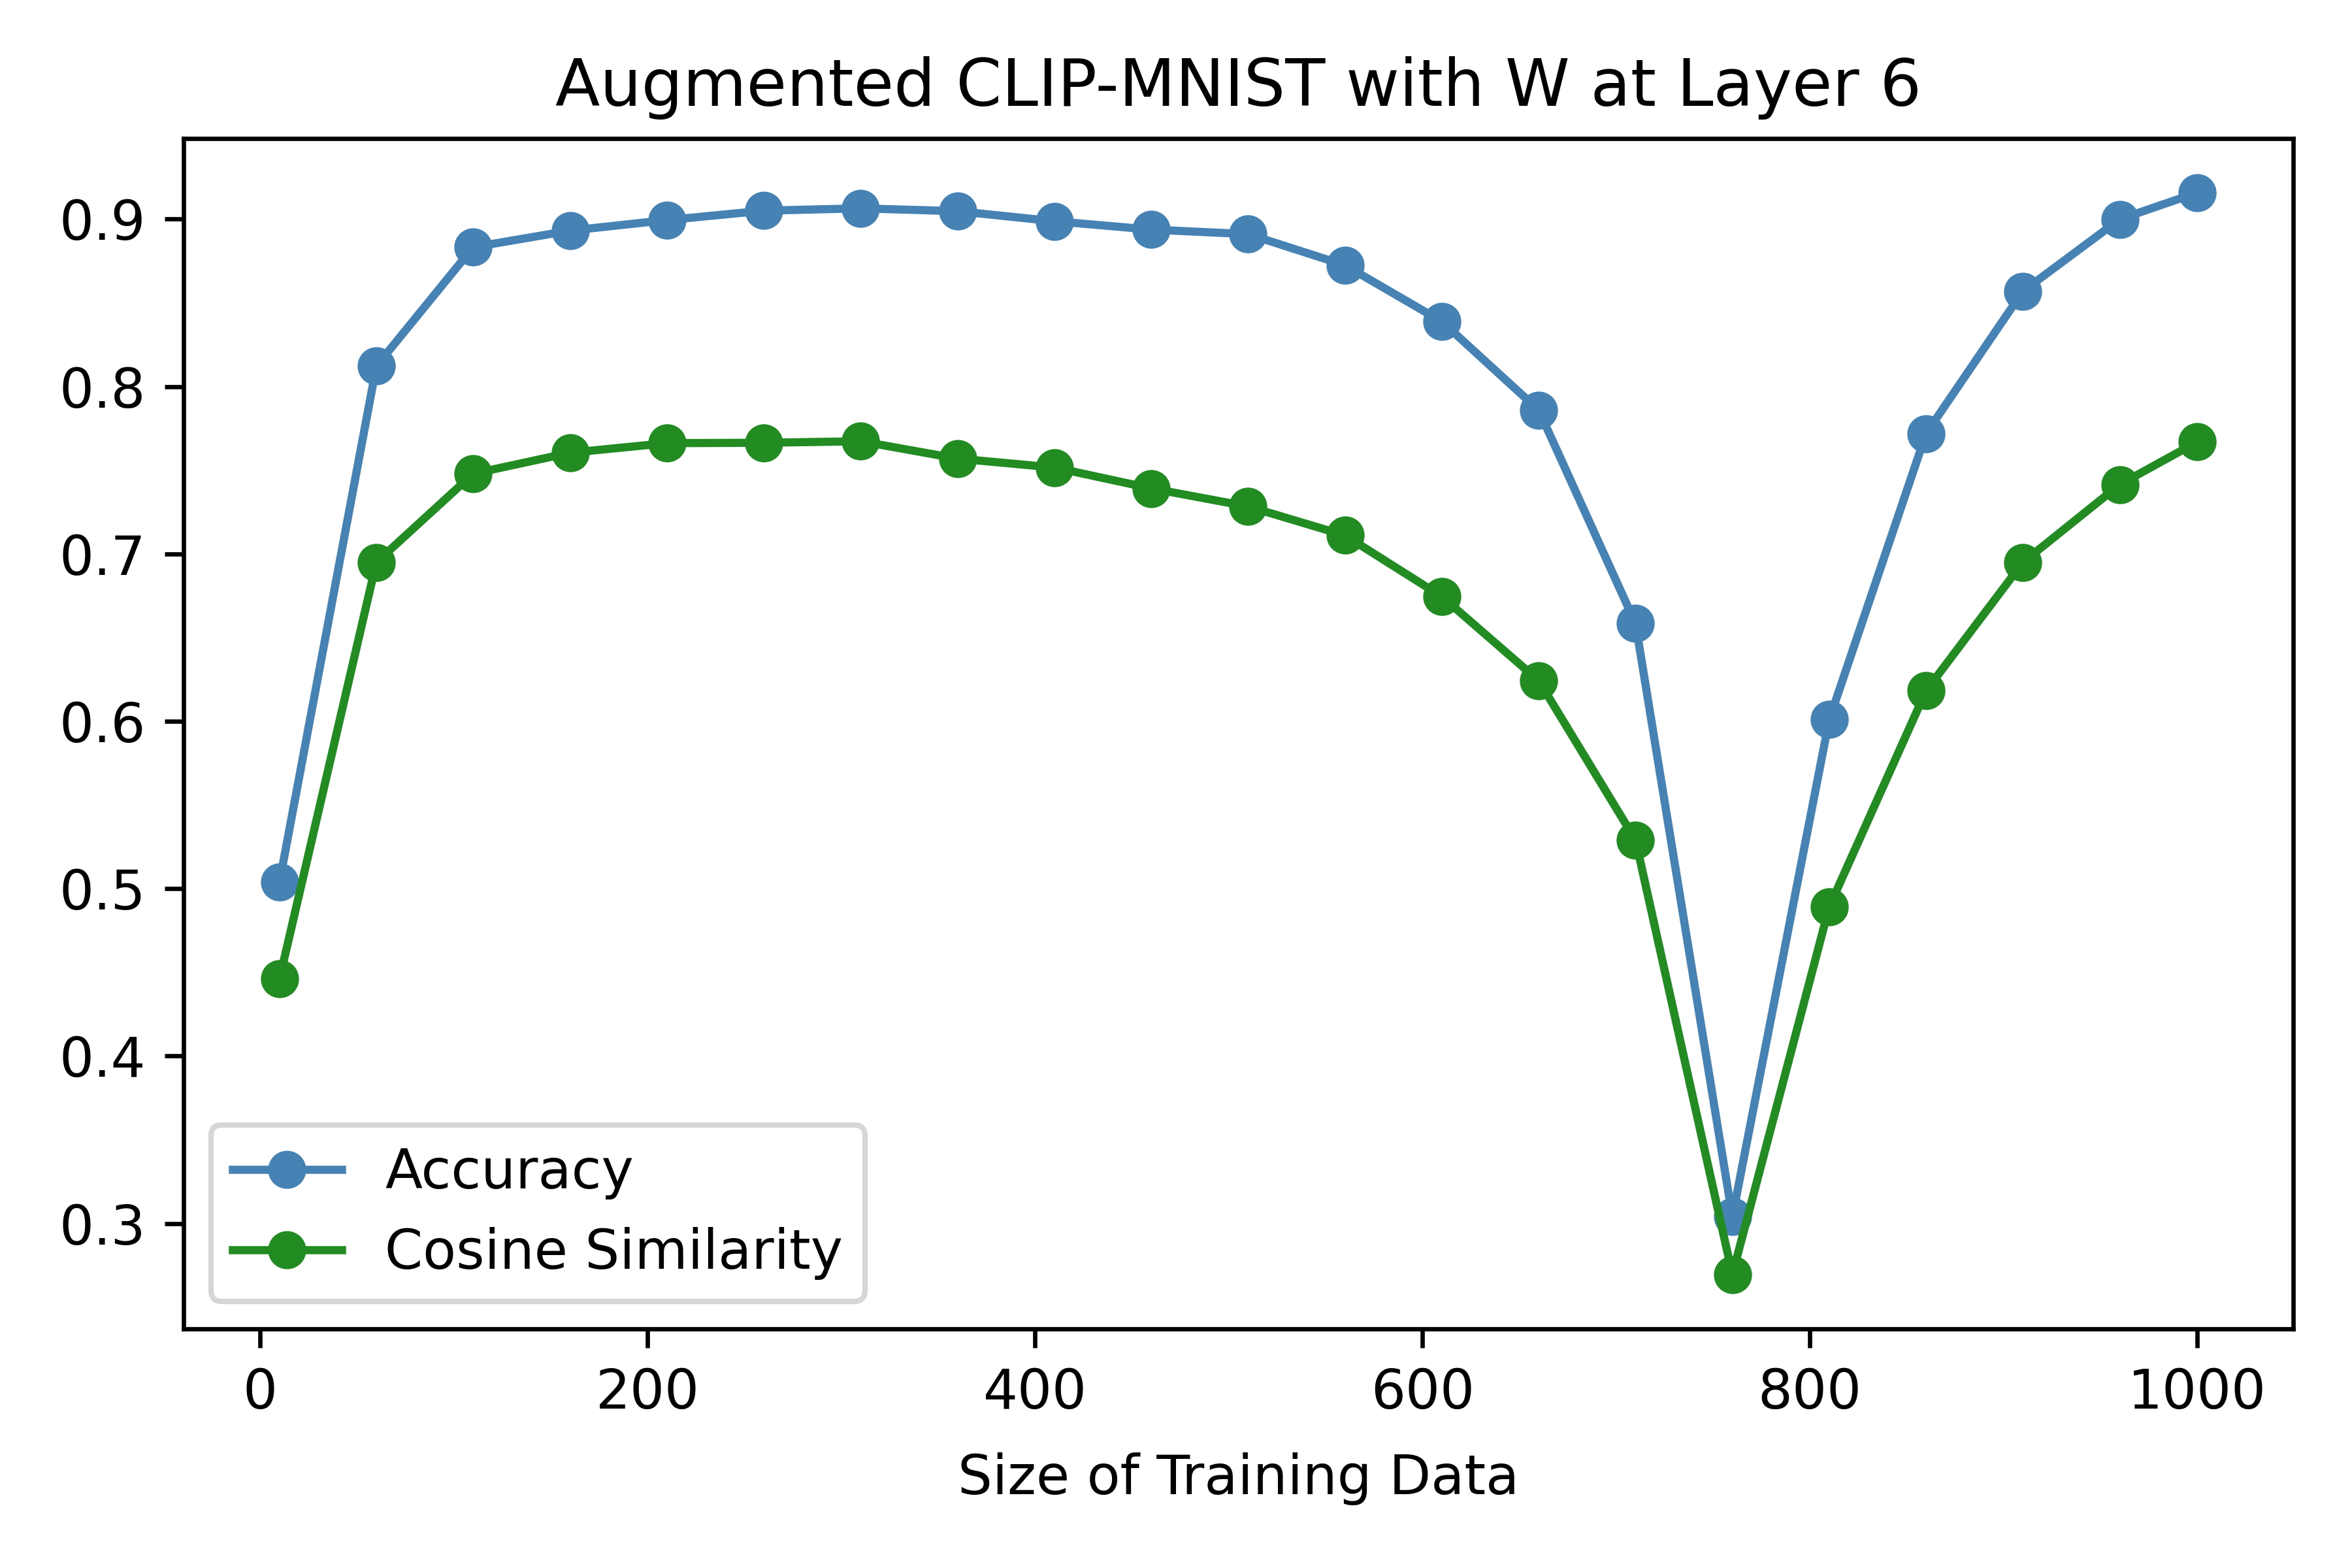 Augmented CLIP-MNIST with W at Layer 6
0.9
0.8
0.7
0.6
0.5
0.4
0.3
Accuracy
Cosine Similarity
0 200 400 600 800 1000
Size of Training Data